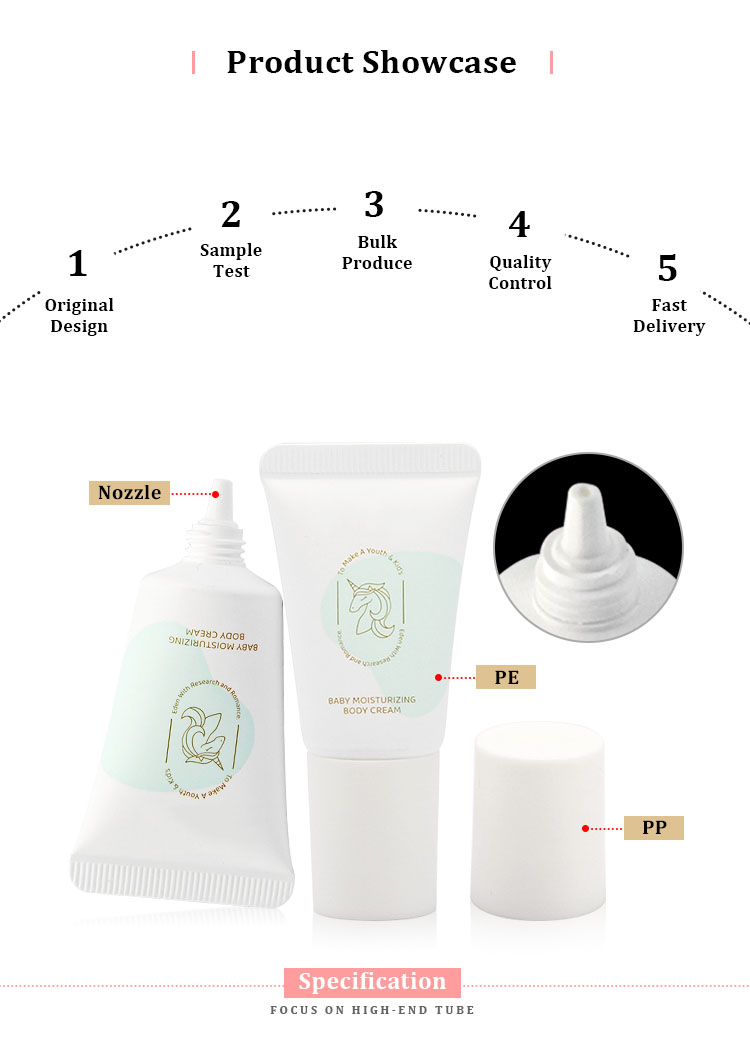 Product Showcase
1
Original
Design
2
Sample
Test
3
Bulk
Produce
4
Quality
Control
5
Fast
Delivery
Nozzle
BABY MOISTURIZING
BODY CREAM
Eden With Research and Romance
To Make A Youth & Kid's
To Make A Youth & Kid's
Eden With Research and Romance
BABY MOISTURIZING
BODY CREAM
PE
PP
Specification
FOCUS ON HIGH-END TUBE